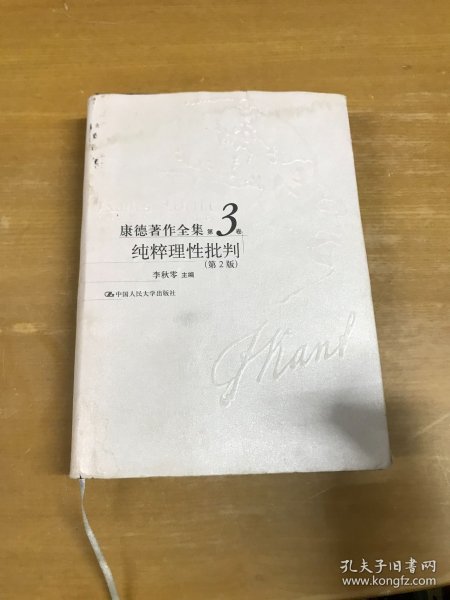 康德著作全集 第3卷
纯粹理性批判
(第2版)
李秋零 主编
中国人民大学出版社
Kant
孔夫子旧书网
www.kongfz.com